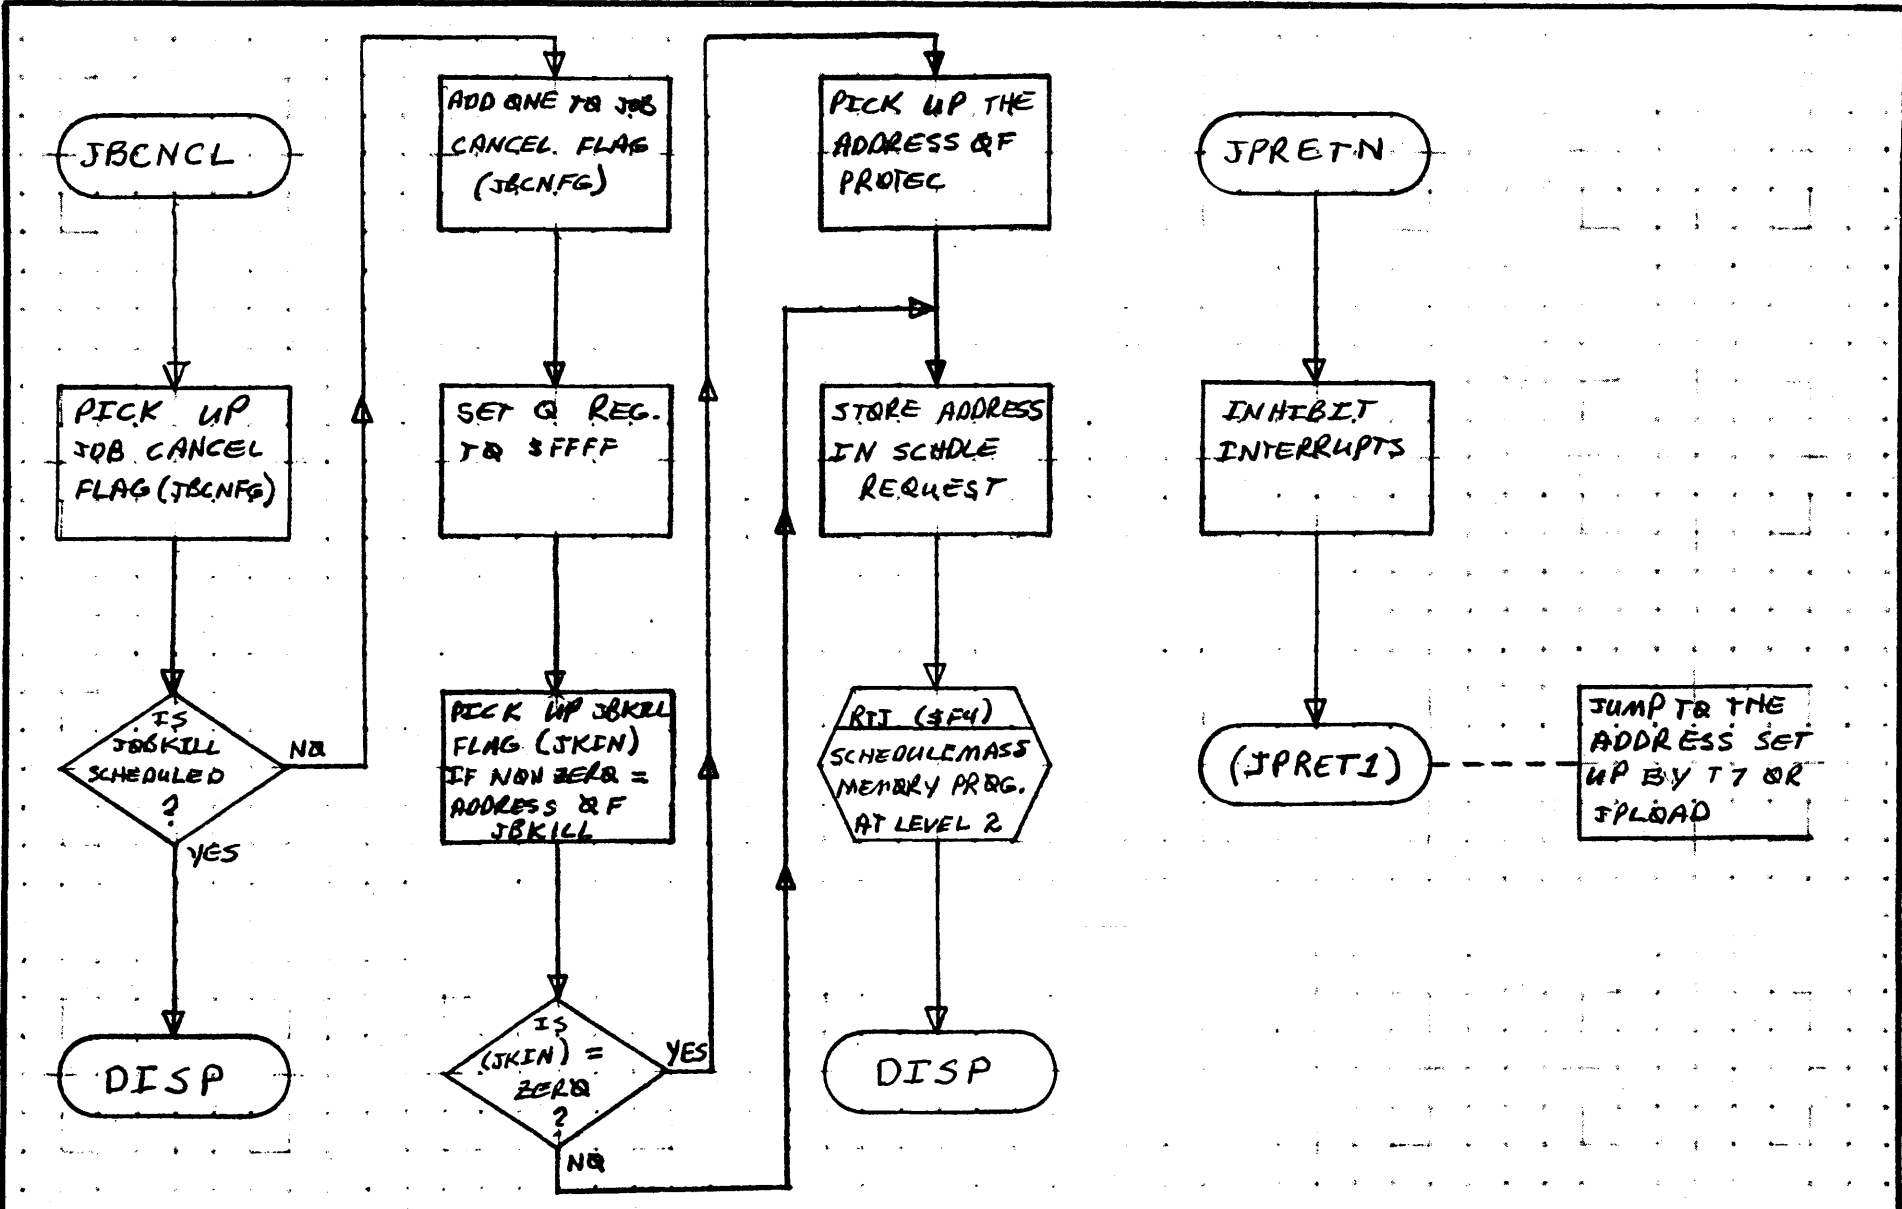 JBCNCL
PICK UP
JOB CANCEL
FLAG (JBCNFG)
IS
JOBKILL
SCHEDULED
?
NO
YES
DISP
ADD ONE TO JOB
CANCEL FLAG
(JBCNFG)
SET Q REG.
TO $FFFF
PICK UP JBKILL
FLAG (JKIN)
IF NON ZERO =
ADDRESS OF
JBKILL
IS
(JKIN) =
ZERO
?
YES
NO
PICK UP THE
ADDRESS OF
PROTEC
STORE ADDRESS
IN SCHDLE
REQUEST
RTJ ($F4)
SCHEDULE MASS
MEMORY PROG.
AT LEVEL 2
DISP
JPRETN
INHIBIT
INTERRUPTS
(JPRET1)
JUMP TO THE
ADDRESS SET
UP BY T7 OR
JPLOAD